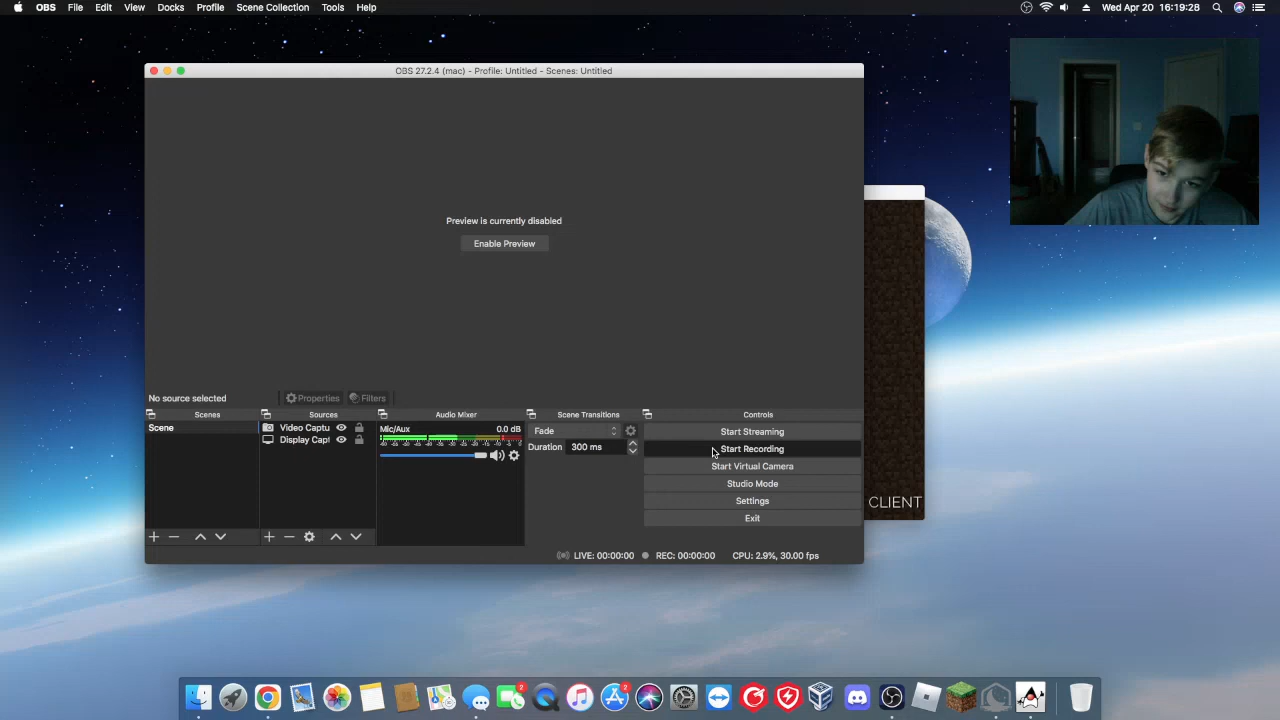 OBS File Edit View Docks Profile Scene Collection Tools Help
Wed Apr 20 16:19:28
OBS 27.2.4 (mac) - Profile: Untitled - Scenes: Untitled
Preview is currently disabled
Enable Preview
No source selected Properties Filters
Scenes Sources Audio Mixer Scene Transitions Controls
Scene
Video Captu
Display Capt
Mic/Aux 0.0 dB
Fade
Duration 300 ms
Start Streaming
Start Recording
Start Virtual Camera
Studio Mode
Settings
Exit
LIVE: 00:00:00 REC: 00:00:00 CPU: 2.9%, 30.00 fps
CLIENT
2
2